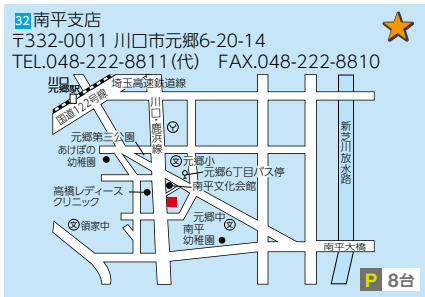 32 南平支店
〒332-0011 川口市元郷6-20-14
TEL.048-222-8811(代) FAX.048-222-8810
川口
元郷駅
埼玉高速鉄道線
国道122号線
川口・鹿浜線
元郷第三公園
あけぼの
幼稚園
文 元郷小
元郷6丁目バス停
南平文化会館
高橋レディース
クリニック
新芝川放水路
文 領家中
元郷中 文
南平
幼稚園
南平大橋
P 8台